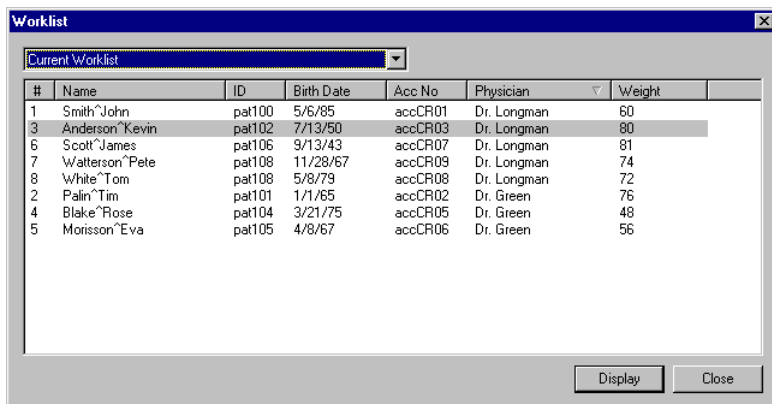 Worklist
Current Worklist
# Name ID Birth Date Acc No Physician Weight
1 Smith^John pat100 5/6/85 accCR01 Dr. Longman 60
3 Anderson^Kevin pat102 7/13/50 accCR03 Dr. Longman 80
6 Scott^James pat106 9/13/43 accCR07 Dr. Longman 81
7 Watterson^Pete pat108 11/28/67 accCR09 Dr. Longman 74
8 White^Tom pat108 5/8/79 accCR08 Dr. Longman 72
2 Palin^Tim pat101 1/1/65 accCR02 Dr. Green 76
4 Blake^Rose pat104 3/21/75 accCR05 Dr. Green 48
5 Morisson^Eva pat105 4/8/67 accCR06 Dr. Green 56
Display Close